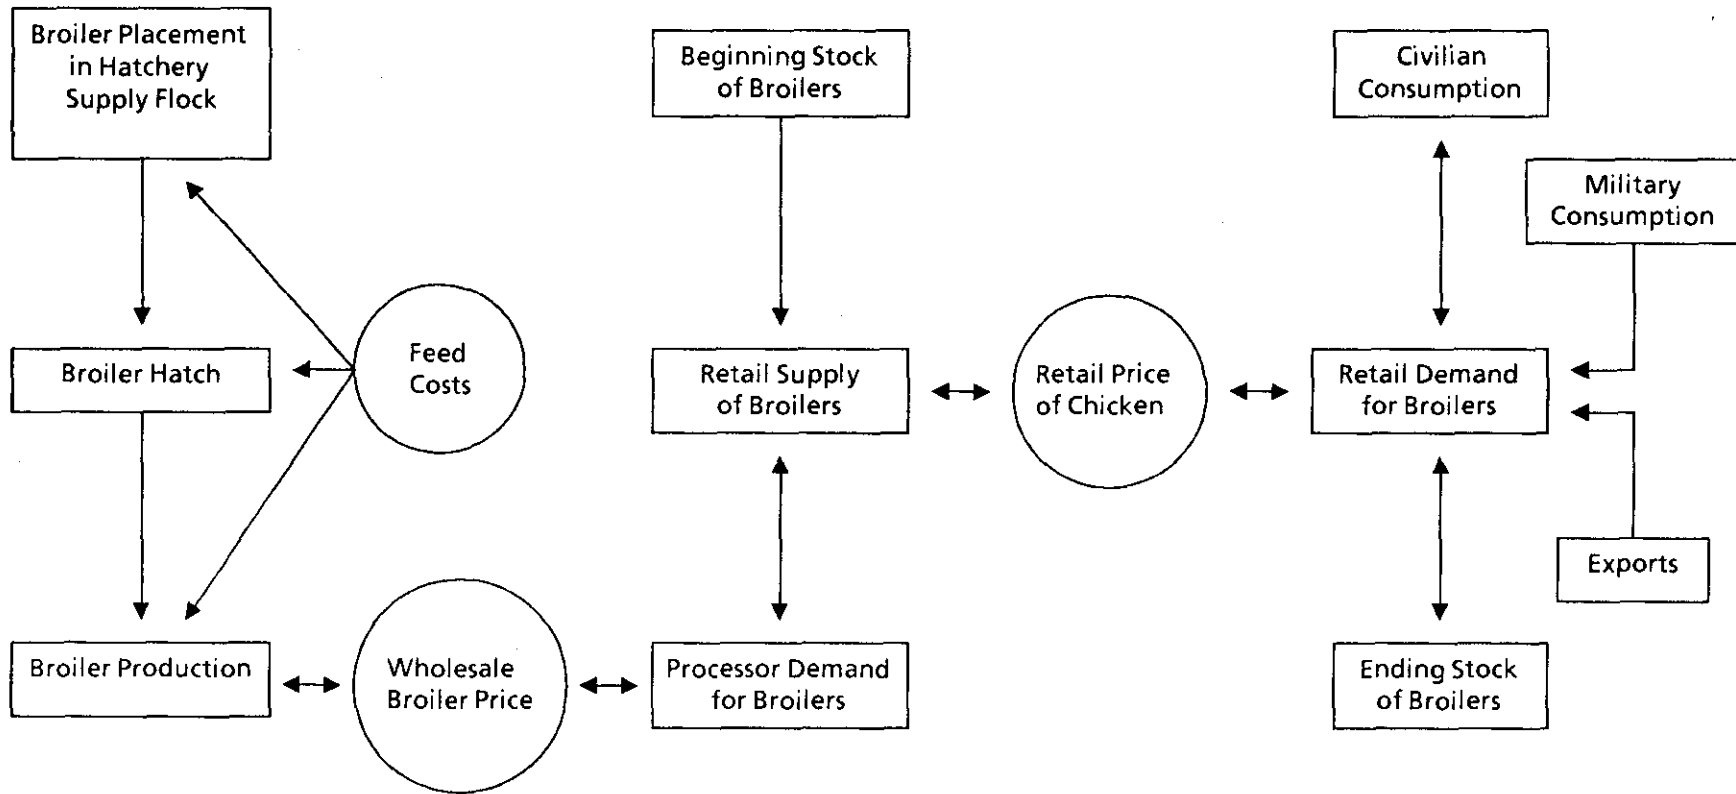 Broiler Placement
in Hatchery
Supply Flock
Beginning Stock
of Broilers
Civilian
Consumption
Military
Consumption
Feed
Costs
Broiler Hatch
Retail Supply
of Broilers
Retail Price
of Chicken
Retail Demand
for Broilers
Exports
Broiler Production
Wholesale
Broiler Price
Processor Demand
for Broilers
Ending Stock
of Broilers